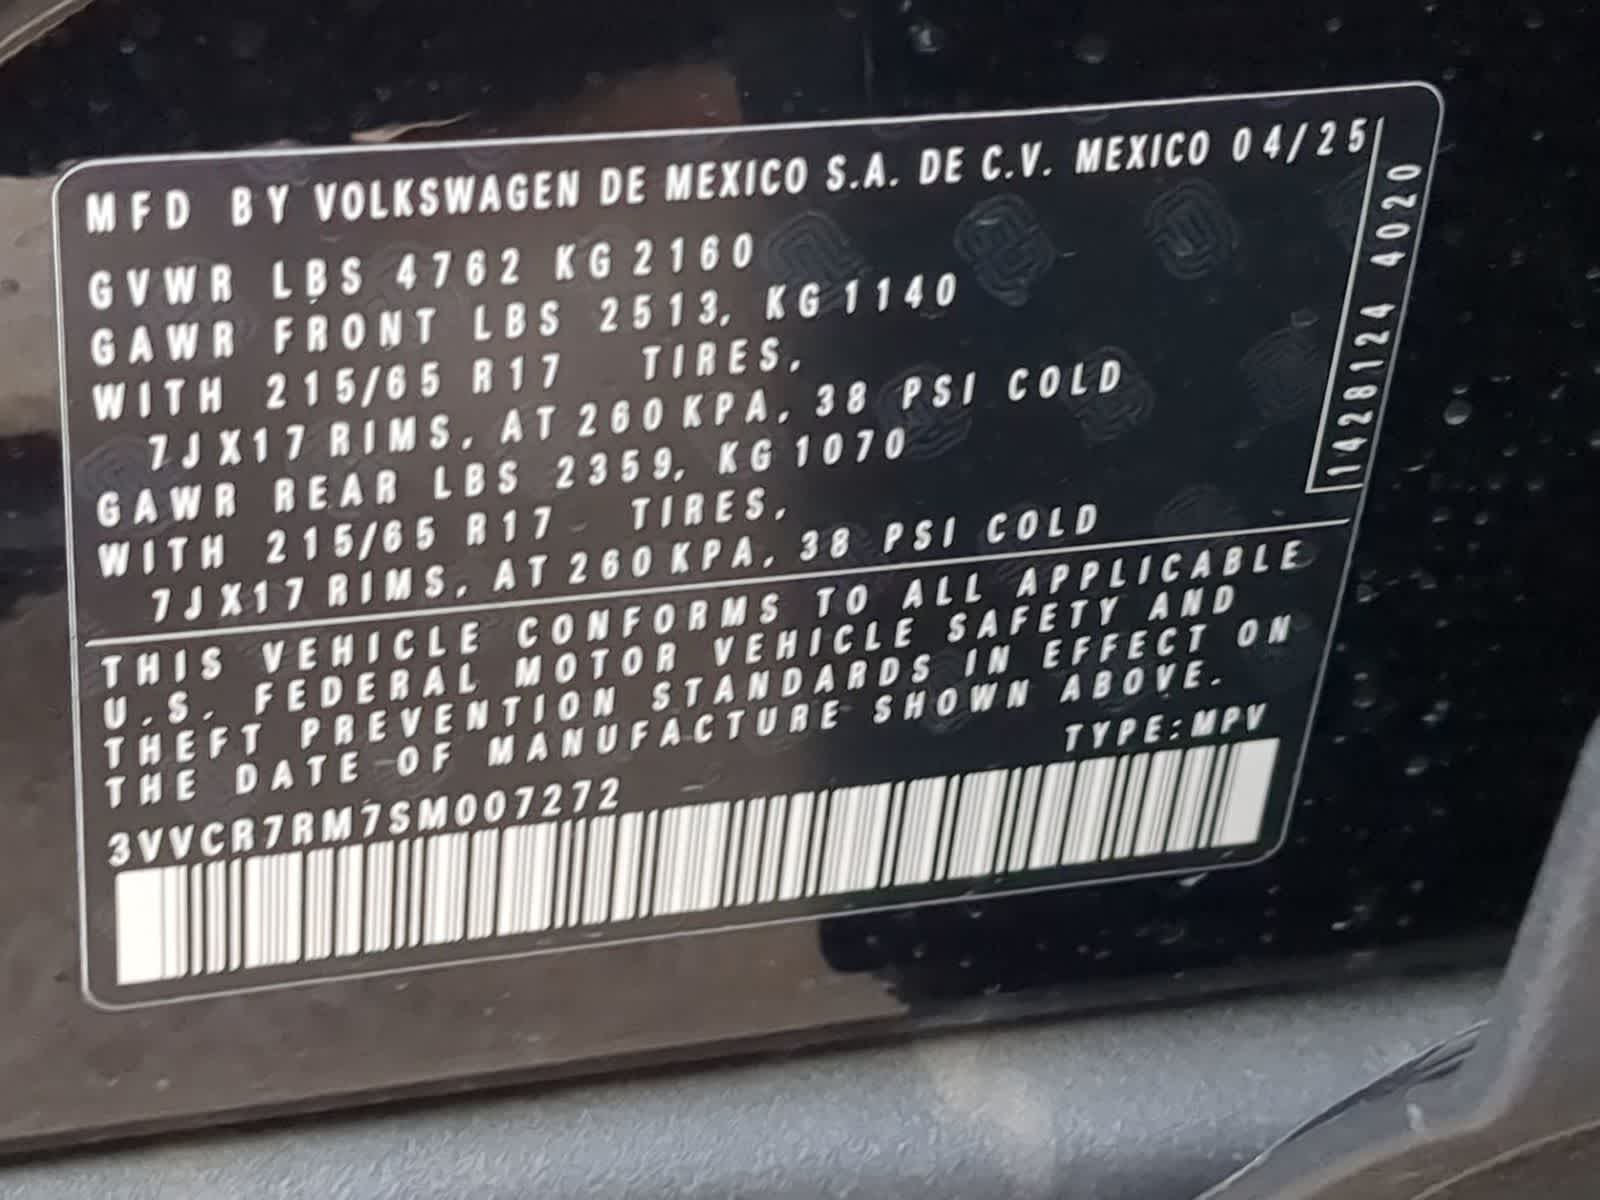 MFD BY VOLKSWAGEN DE MEXICO S.A. DE C.V. MEXICO 04/25
GVWR LBS 4762 KG 2160
GAWR FRONT LBS 2513, KG 1140
WITH 215/65 R17 TIRES,
7JX17 RIMS, AT 260 KPA, 38 PSI COLD
GAWR REAR LBS 2359, KG 1070
WITH 215/65 R17 TIRES,
7JX17 RIMS, AT 260 KPA, 38 PSI COLD
1428124 4020
THIS VEHICLE CONFORMS TO ALL APPLICABLE
U.S. FEDERAL MOTOR VEHICLE SAFETY AND
THEFT PREVENTION STANDARDS IN EFFECT ON
THE DATE OF MANUFACTURE SHOWN ABOVE.
TYPE:MPV
3VVCR7RM7SM007272